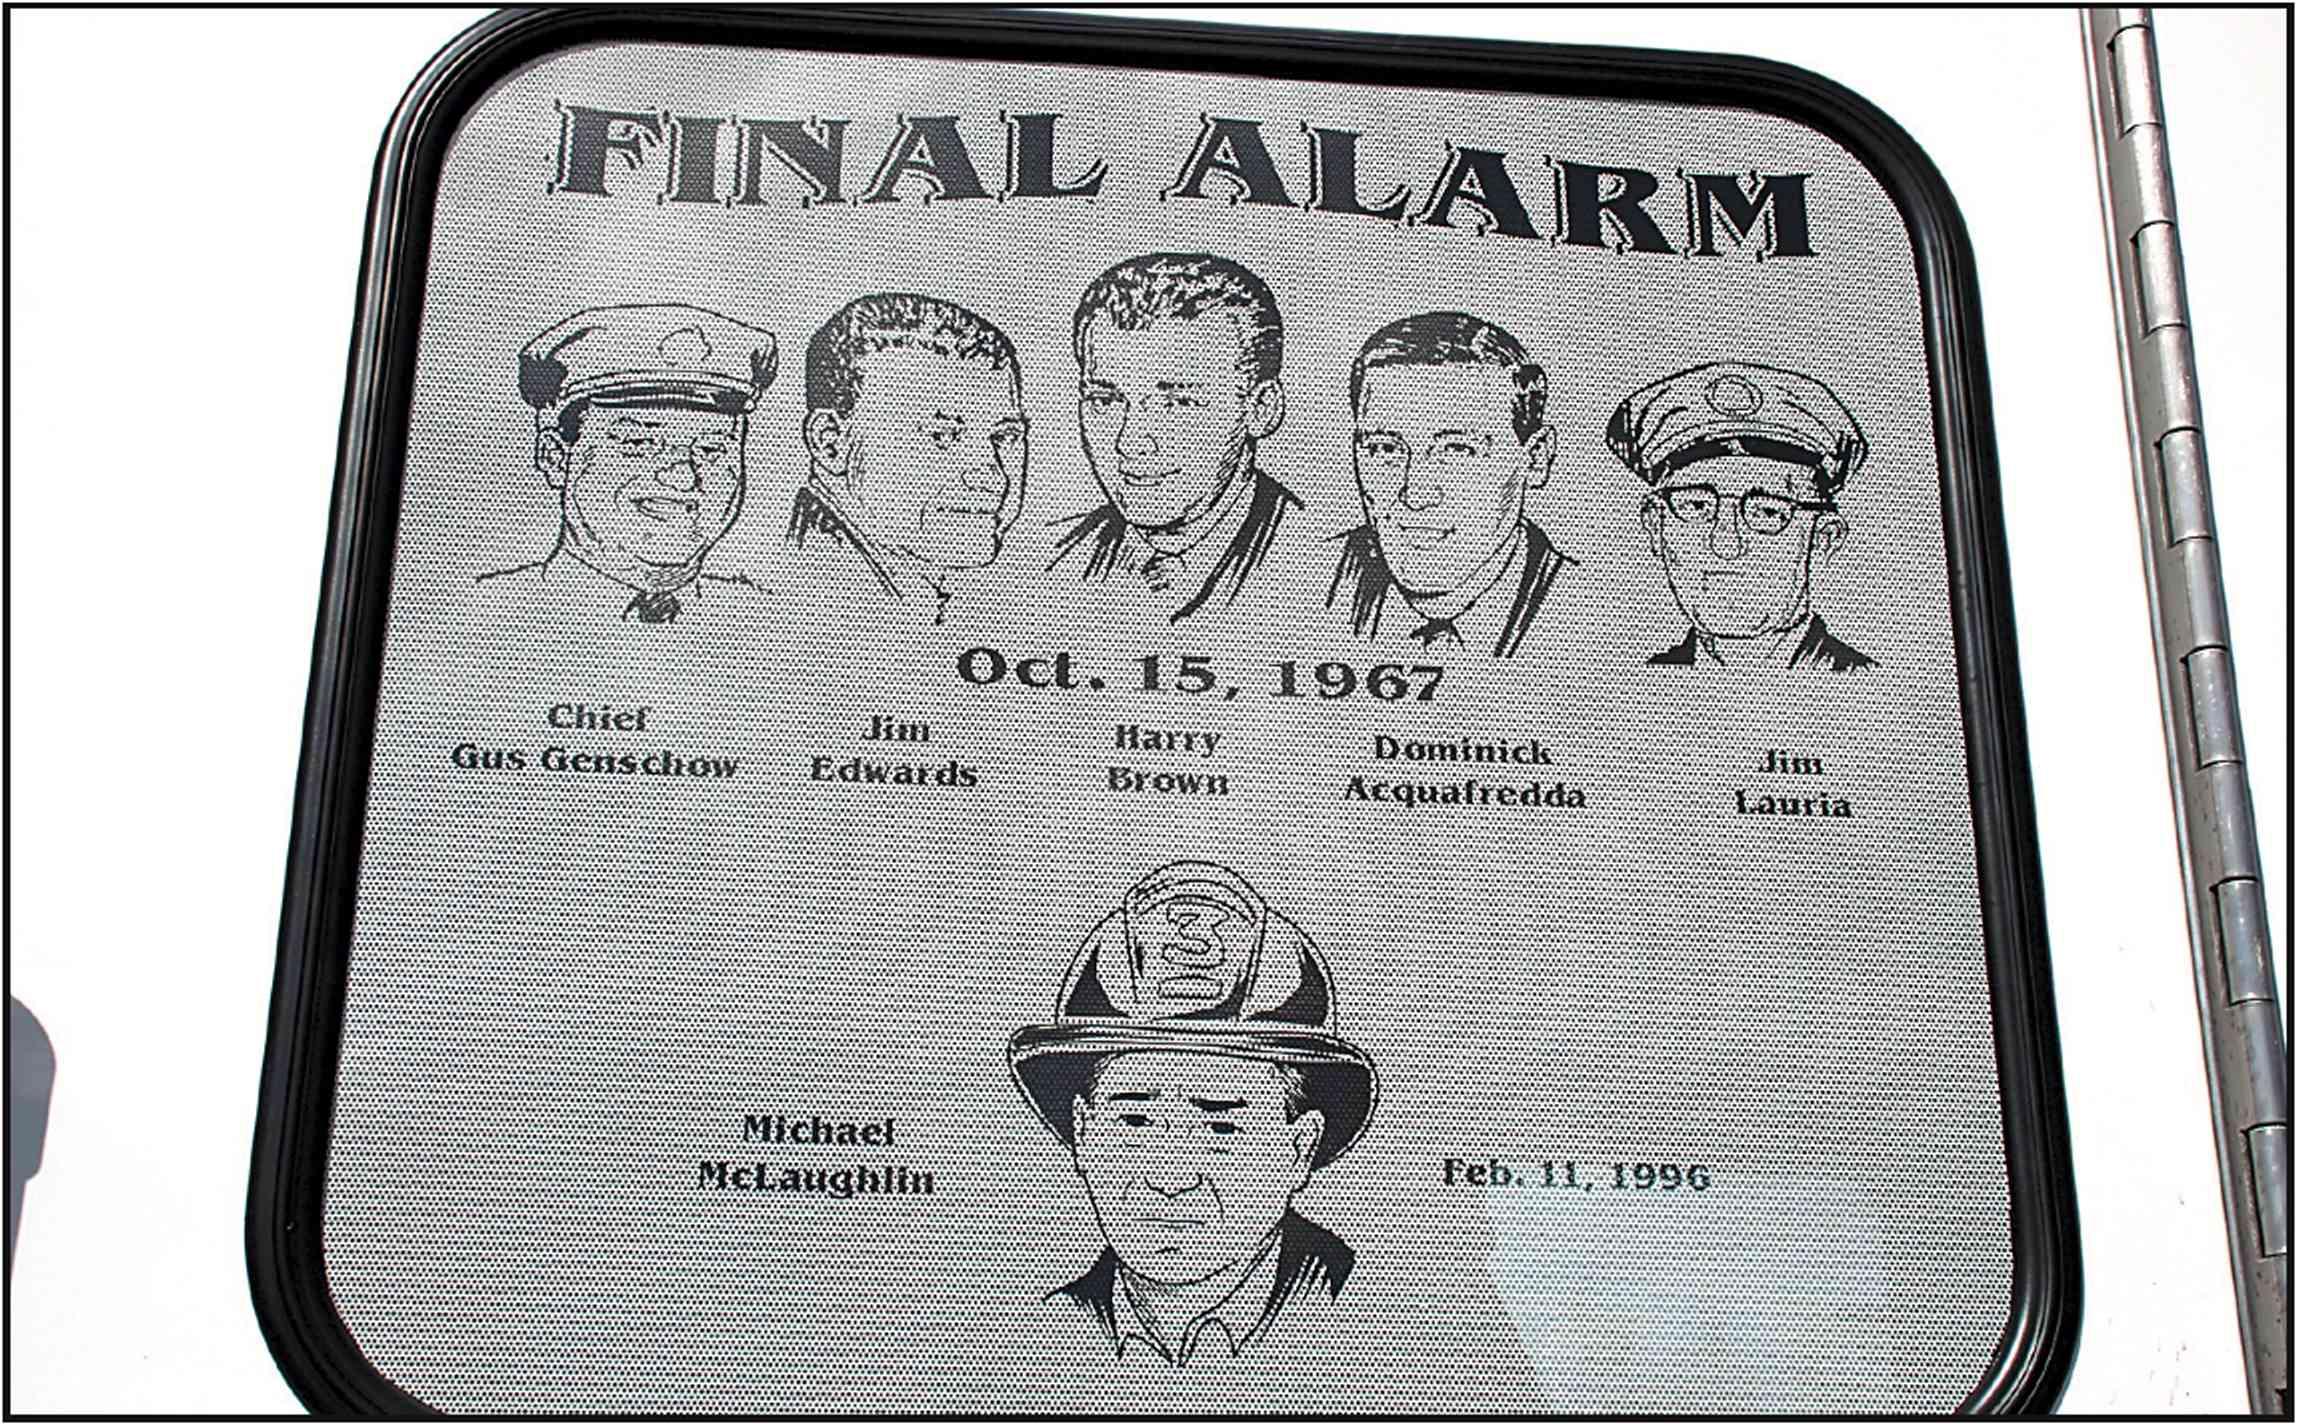 FINAL ALARM
Oct. 15, 1967
Chief
Gus Genschow
Jim
Edwards
Harry
Brown
Dominick
Acquafredda
Jim
Lauria
3
Michael
McLaughlin
Feb. 11, 1996